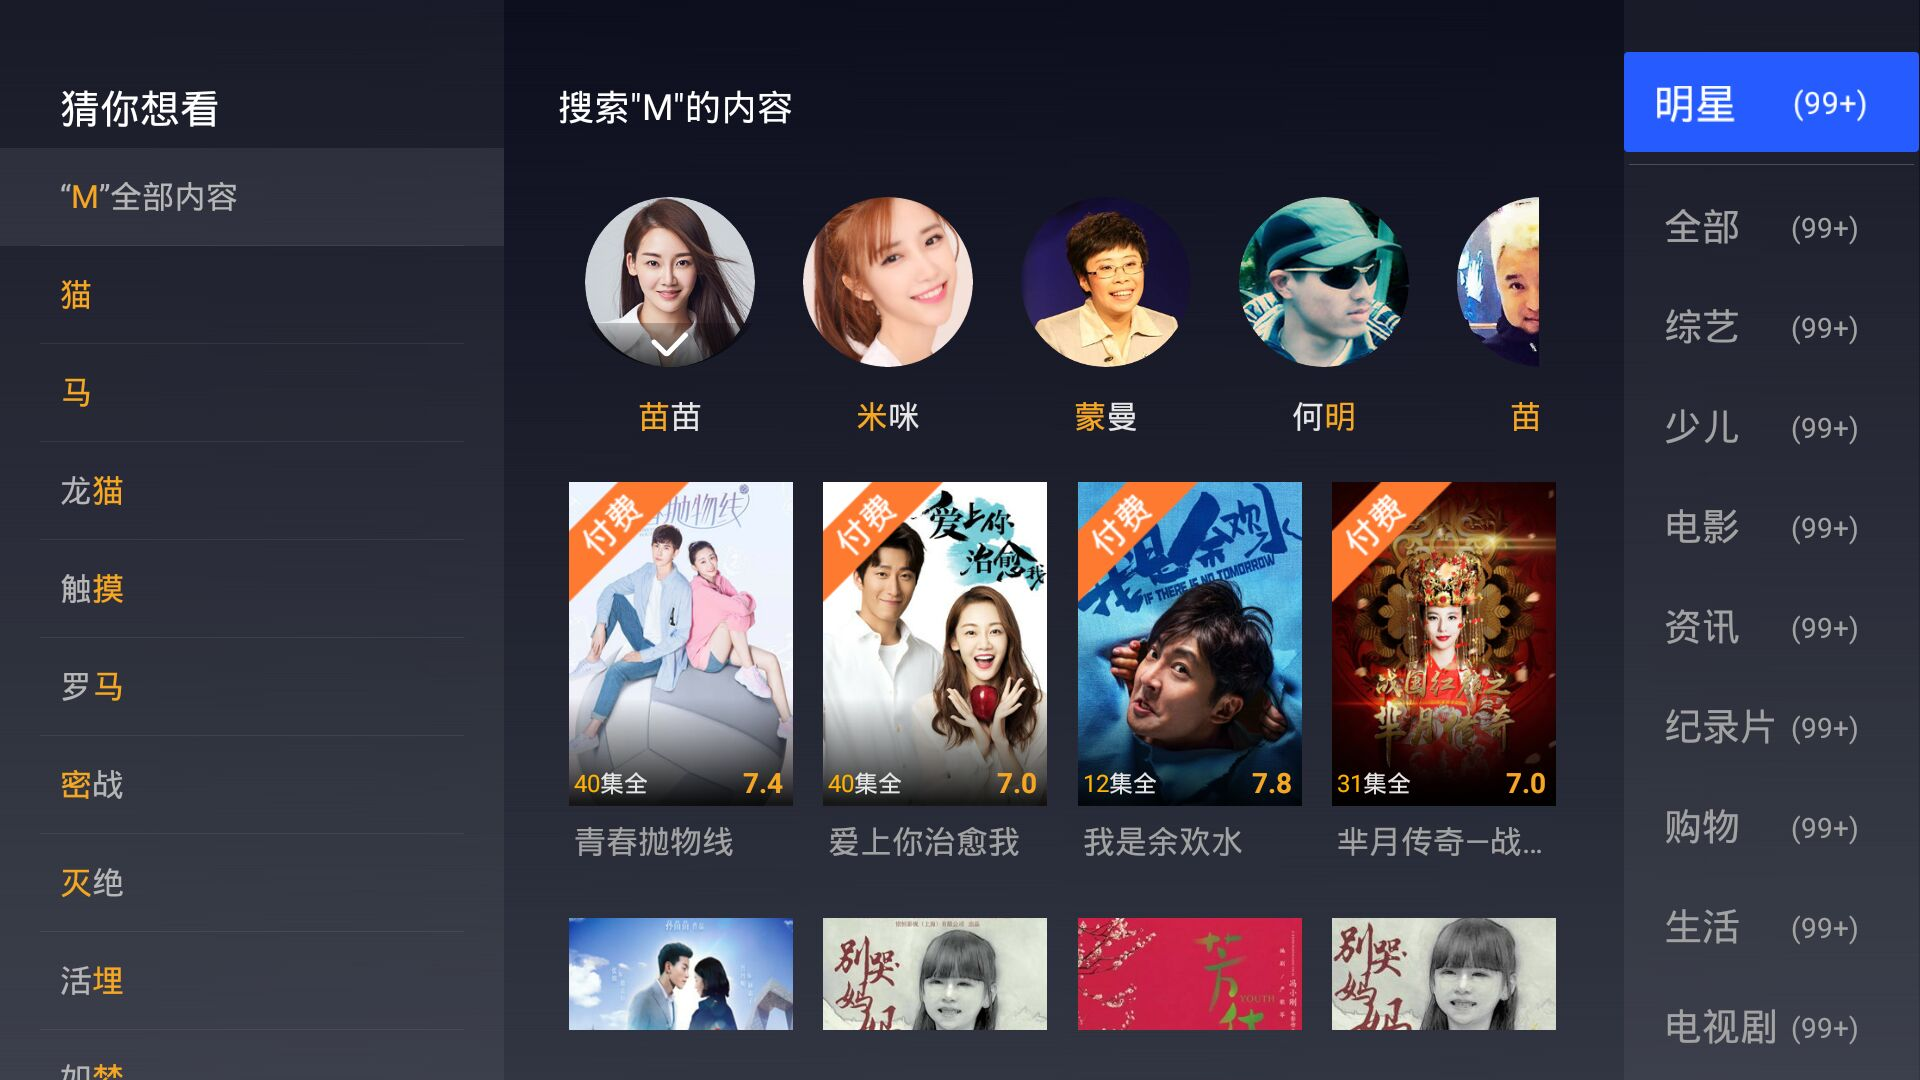 猜你想看
“M”全部内容
猫
马
龙猫
触摸
罗马
密战
灭绝
活埋
如梦
搜索"M"的内容
苗苗
米咪
蒙曼
何明
苗
付费
抛物线
40集全 7.4
青春抛物线
付费
爱上你
治愈我
40集全 7.0
爱上你治愈我
付费
我是余欢水
IF THERE IS NO TOMORROW
12集全 7.8
我是余欢水
付费
战国红颜之
芈月传奇
31集全 7.0
芈月传奇—战...
别哭
妈妈
芳华
YOUTH
别哭
妈妈
明星 (99+)
全部 (99+)
综艺 (99+)
少儿 (99+)
电影 (99+)
资讯 (99+)
纪录片 (99+)
购物 (99+)
生活 (99+)
电视剧 (99+)